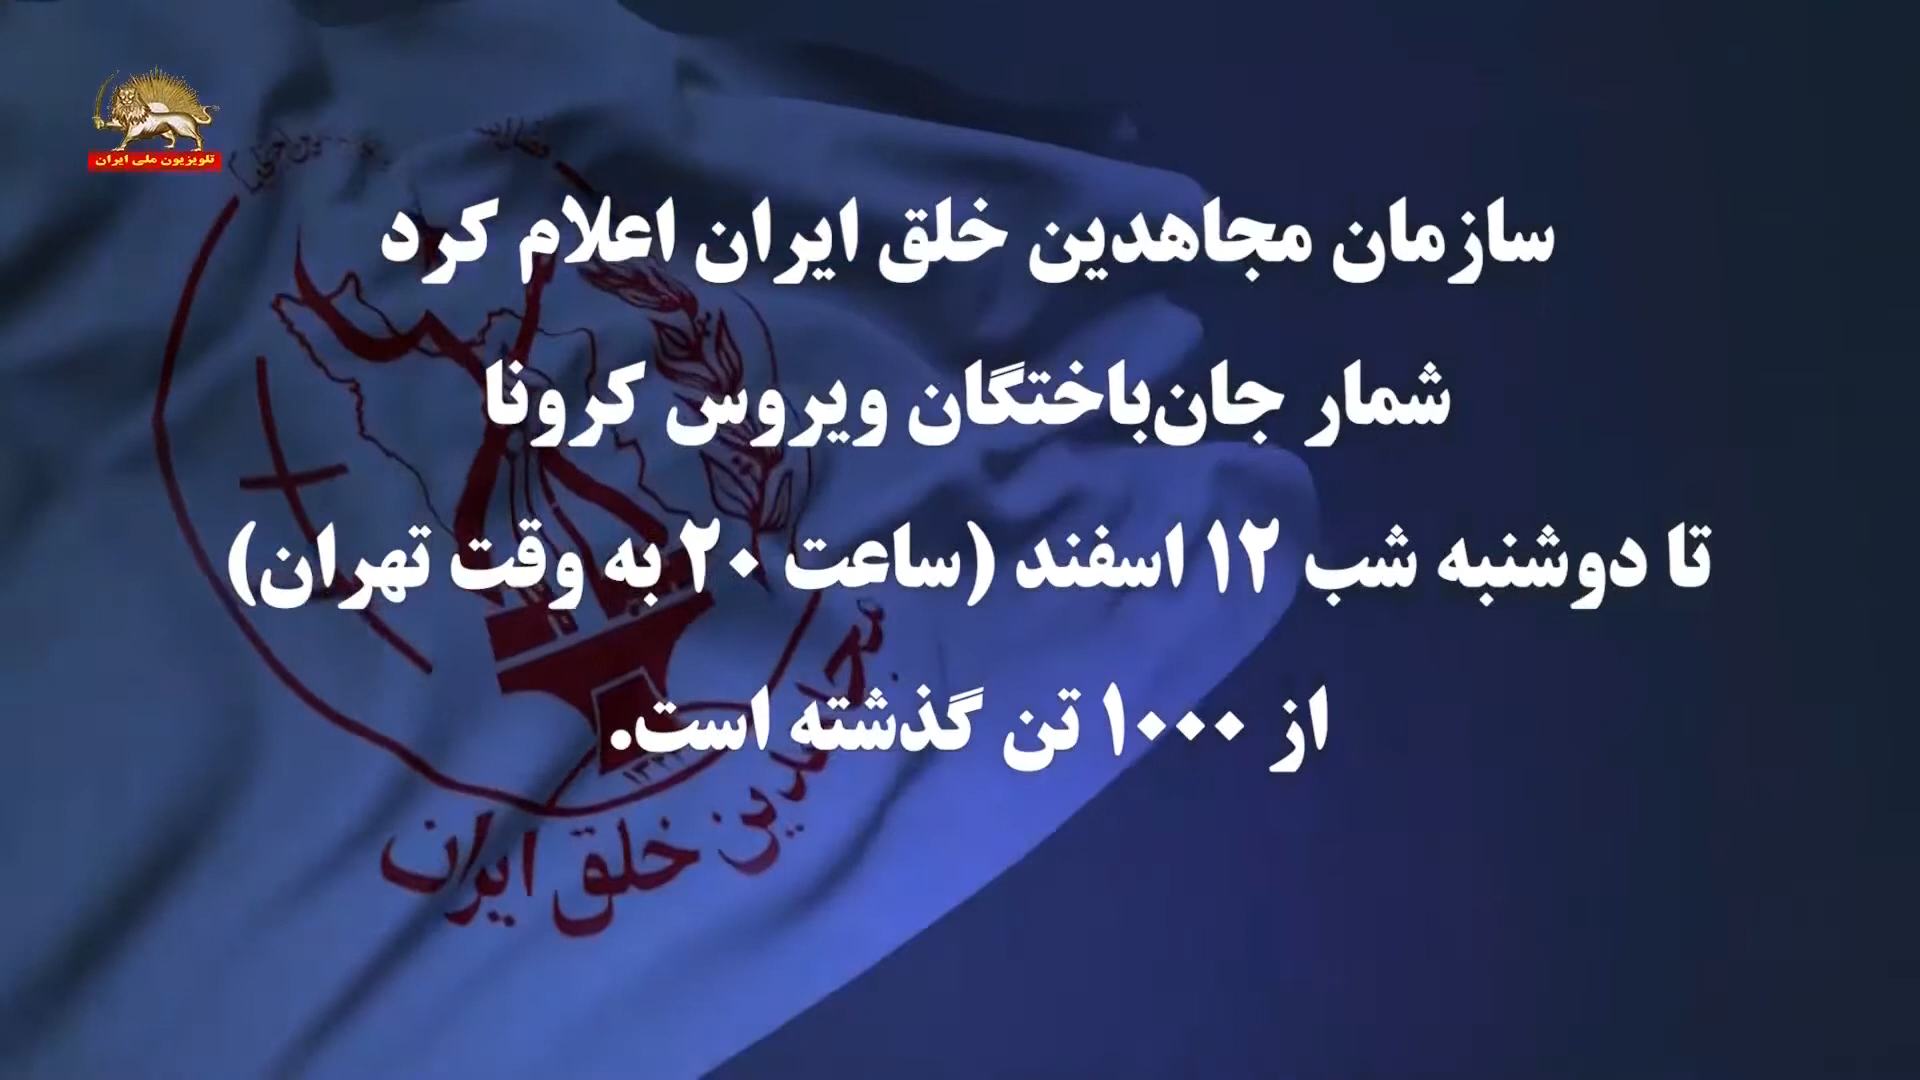 تلویزیون ملی ایران
سازمان مجاهدین خلق ایران اعلام کرد
شمار جان‌باختگان ویروس کرونا
تا دوشنبه شب ۱۲ اسفند (ساعت ۲۰ به وقت تهران)
از ۱۰۰۰ تن گذشته است.
مجاهدین خلق ایران